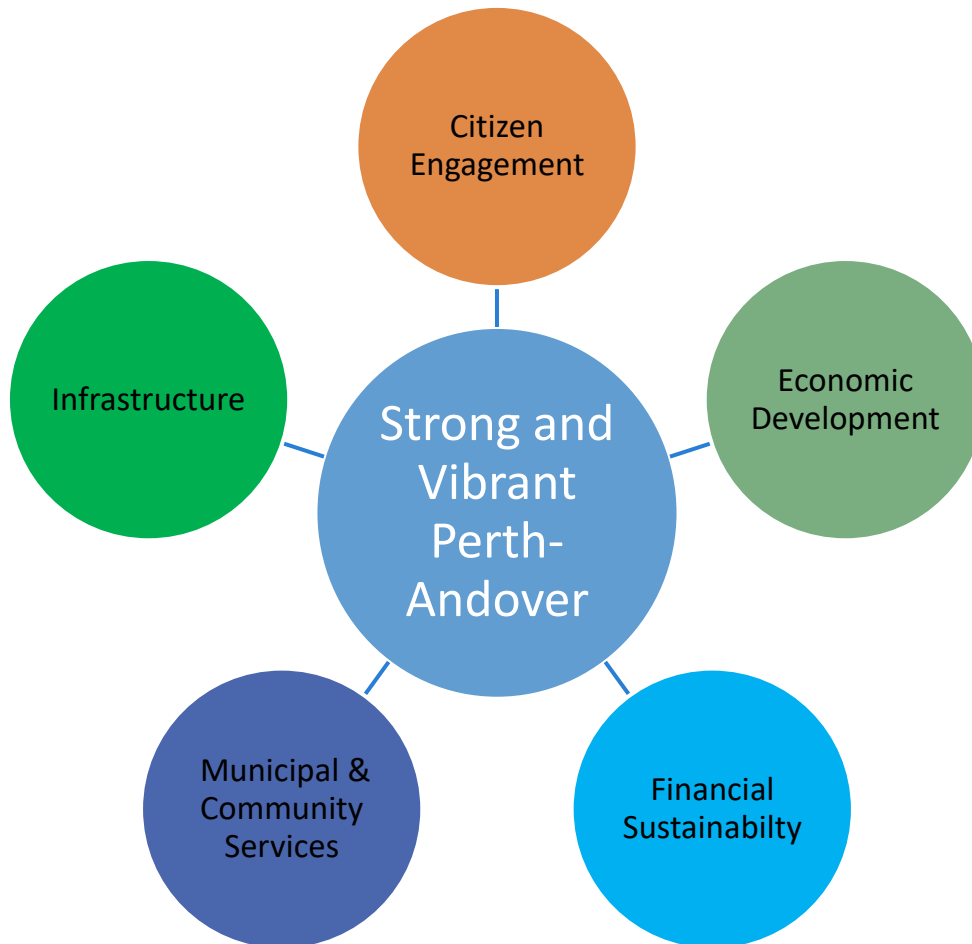 Citizen
Engagement
Infrastructure
Economic
Development
Strong and
Vibrant
Perth-
Andover
Municipal &
Community
Services
Financial
Sustainabilty